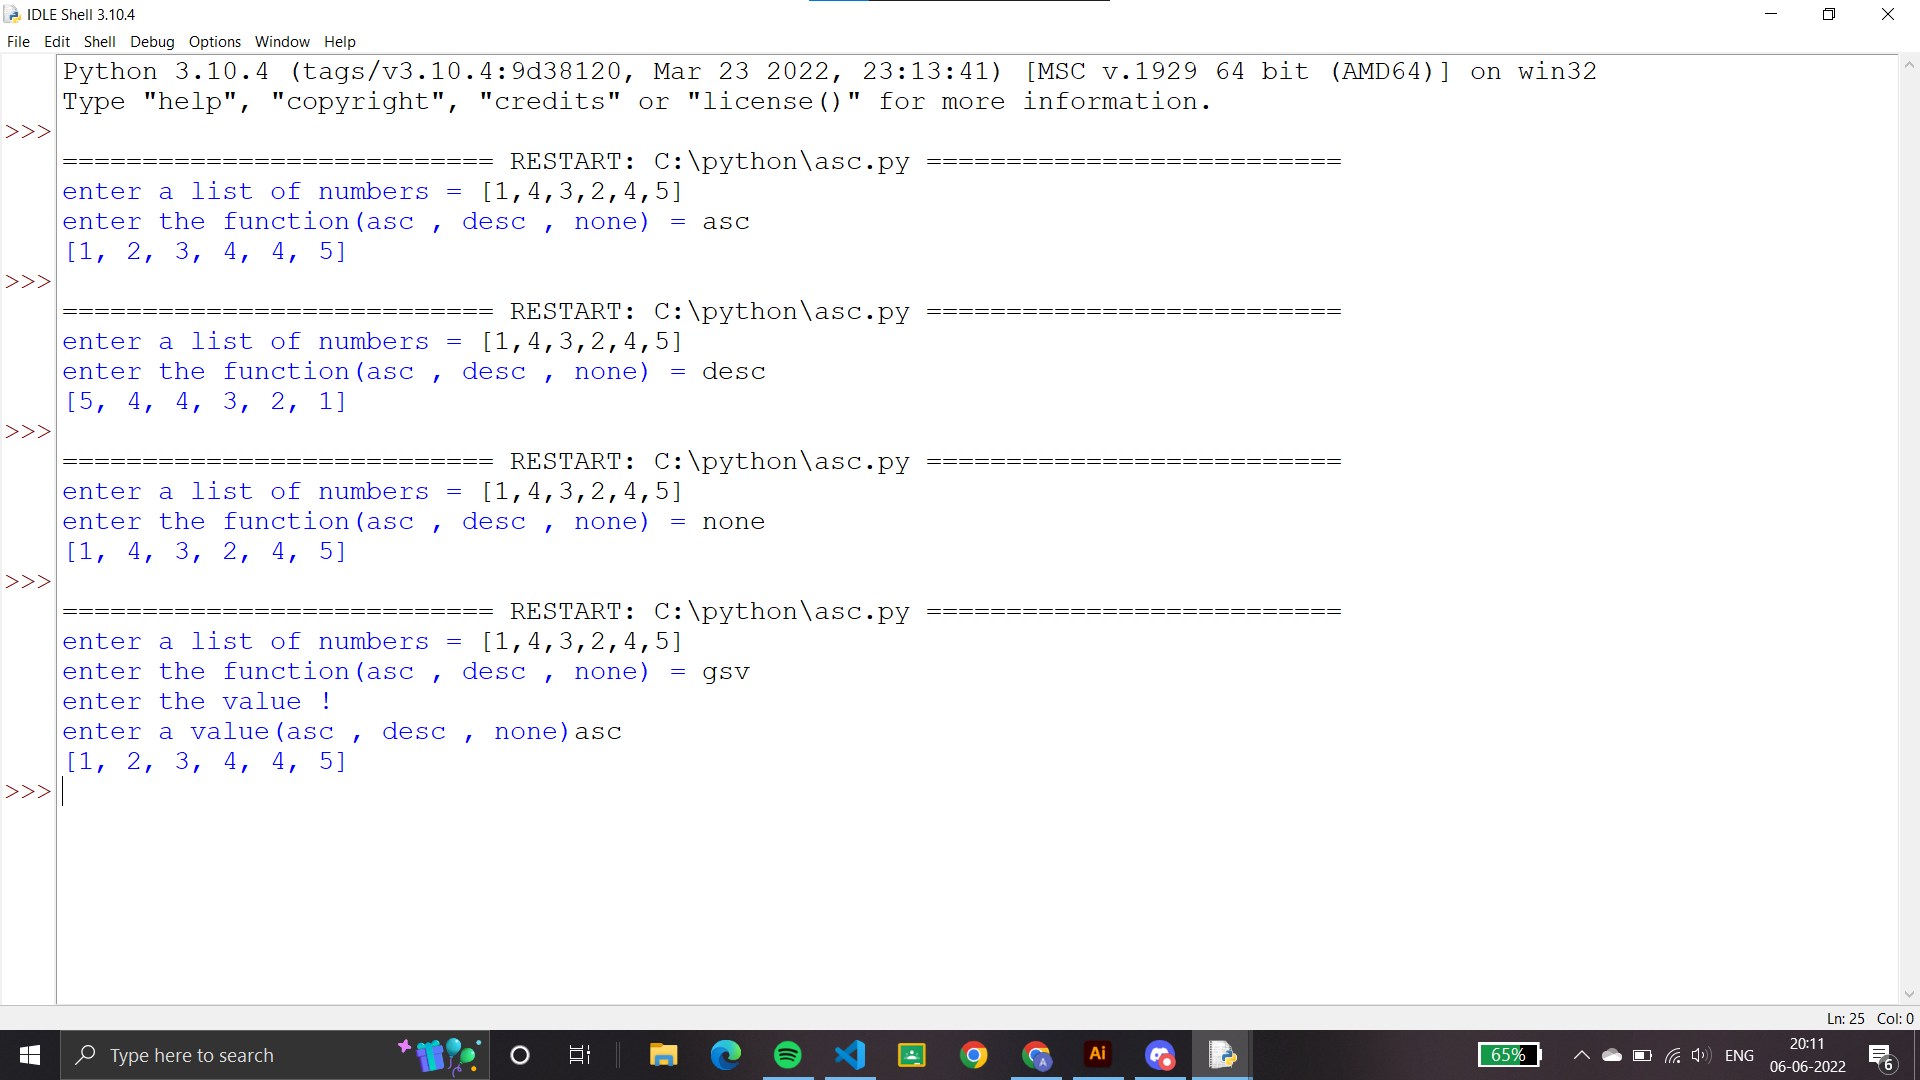 IDLE Shell 3.10.4
File Edit Shell Debug Options Window Help
Python 3.10.4 (tags/v3.10.4:9d38120, Mar 23 2022, 23:13:41) [MSC v.1929 64 bit (AMD64)] on win32
Type "help", "copyright", "credits" or "license()" for more information.
>>>
=========================== RESTART: C:\python\asc.py ==========================
enter a list of numbers = [1,4,3,2,4,5]
enter the function(asc , desc , none) = asc
[1, 2, 3, 4, 4, 5]
>>>
=========================== RESTART: C:\python\asc.py ==========================
enter a list of numbers = [1,4,3,2,4,5]
enter the function(asc , desc , none) = desc
[5, 4, 4, 3, 2, 1]
>>>
=========================== RESTART: C:\python\asc.py ==========================
enter a list of numbers = [1,4,3,2,4,5]
enter the function(asc , desc , none) = none
[1, 4, 3, 2, 4, 5]
>>>
=========================== RESTART: C:\python\asc.py ==========================
enter a list of numbers = [1,4,3,2,4,5]
enter the function(asc , desc , none) = gsv
enter the value !
enter a value(asc , desc , none)asc
[1, 2, 3, 4, 4, 5]
>>>
Ln: 25 Col: 0
Type here to search
A
Ai
65%
ENG
20:11
06-06-2022
6